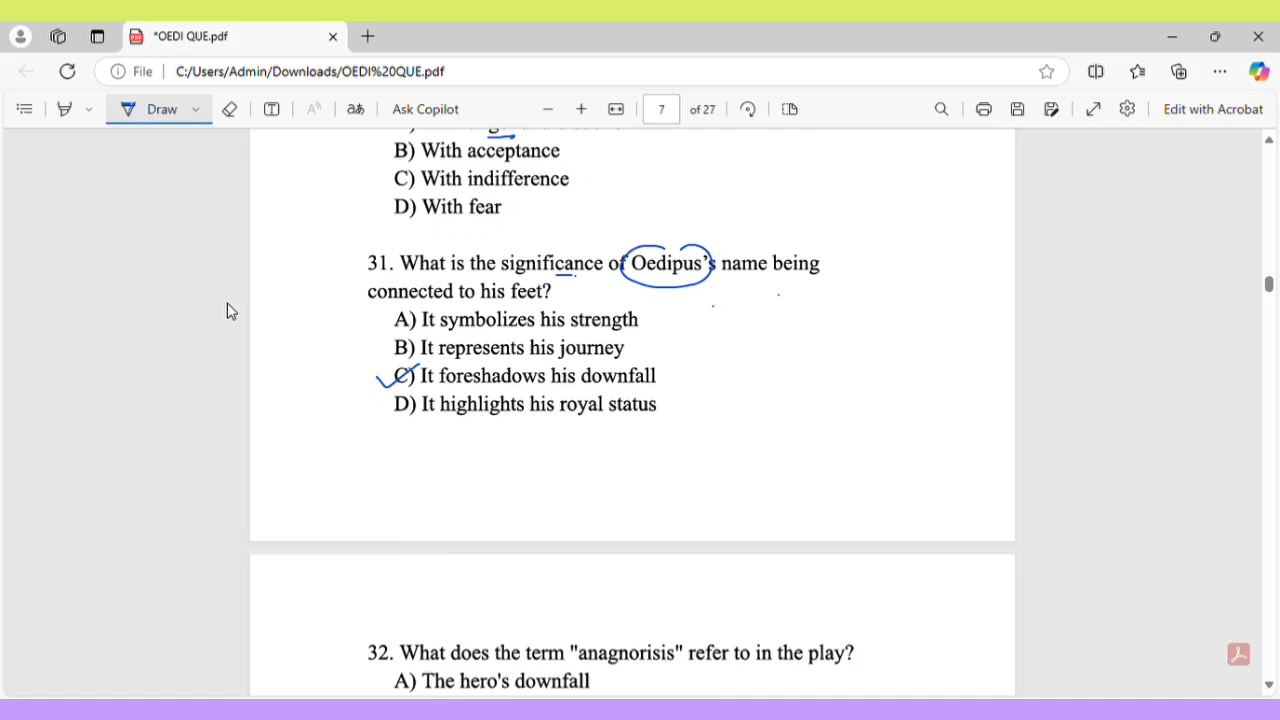 *OEDI QUE.pdf
File
C:/Users/Admin/Downloads/OEDI%20QUE.pdf
Draw
Ask Copilot
7
of 27
Edit with Acrobat
B) With acceptance
C) With indifference
D) With fear
31. What is the significance of Oedipus’s name being
connected to his feet?
A) It symbolizes his strength
B) It represents his journey
C) It foreshadows his downfall
D) It highlights his royal status
32. What does the term "anagnorisis" refer to in the play?
A) The hero's downfall